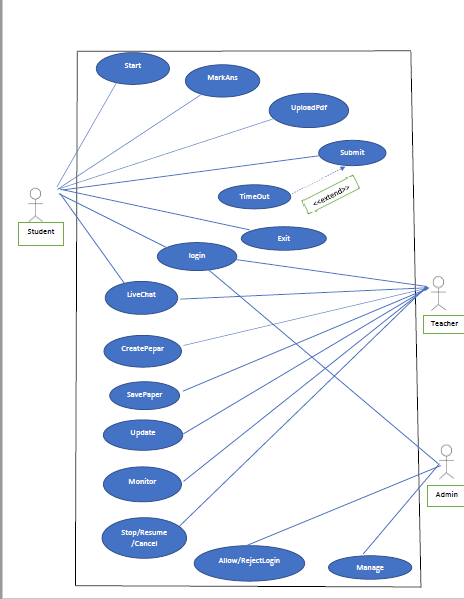 Start
MarkAns
UploadPdf
Submit
TimeOut
<<extend>>
Student
Exit
login
LiveChat
Teacher
CreatePepar
SavePaper
Update
Monitor
Admin
Stop/Resume
/Cancel
Allow/RejectLogin
Manage